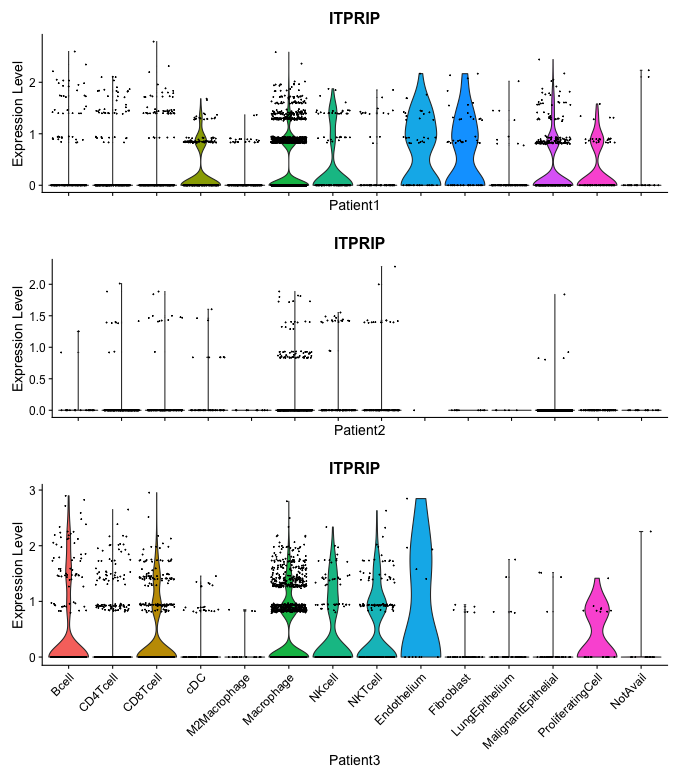 ITPRIP
Expression Level
2
1
0
Patient1
ITPRIP
Expression Level
2.0
1.5
1.0
0.5
0.0
Patient2
ITPRIP
Expression Level
3
2
1
0
Bcell
CD4Tcell
CD8Tcell
cDC
M2Macrophage
Macrophage
NKcell
NKTcell
Endothelium
Fibroblast
LungEpithelium
MalignantEpithelial
ProliferatingCell
NotAvail
Patient3